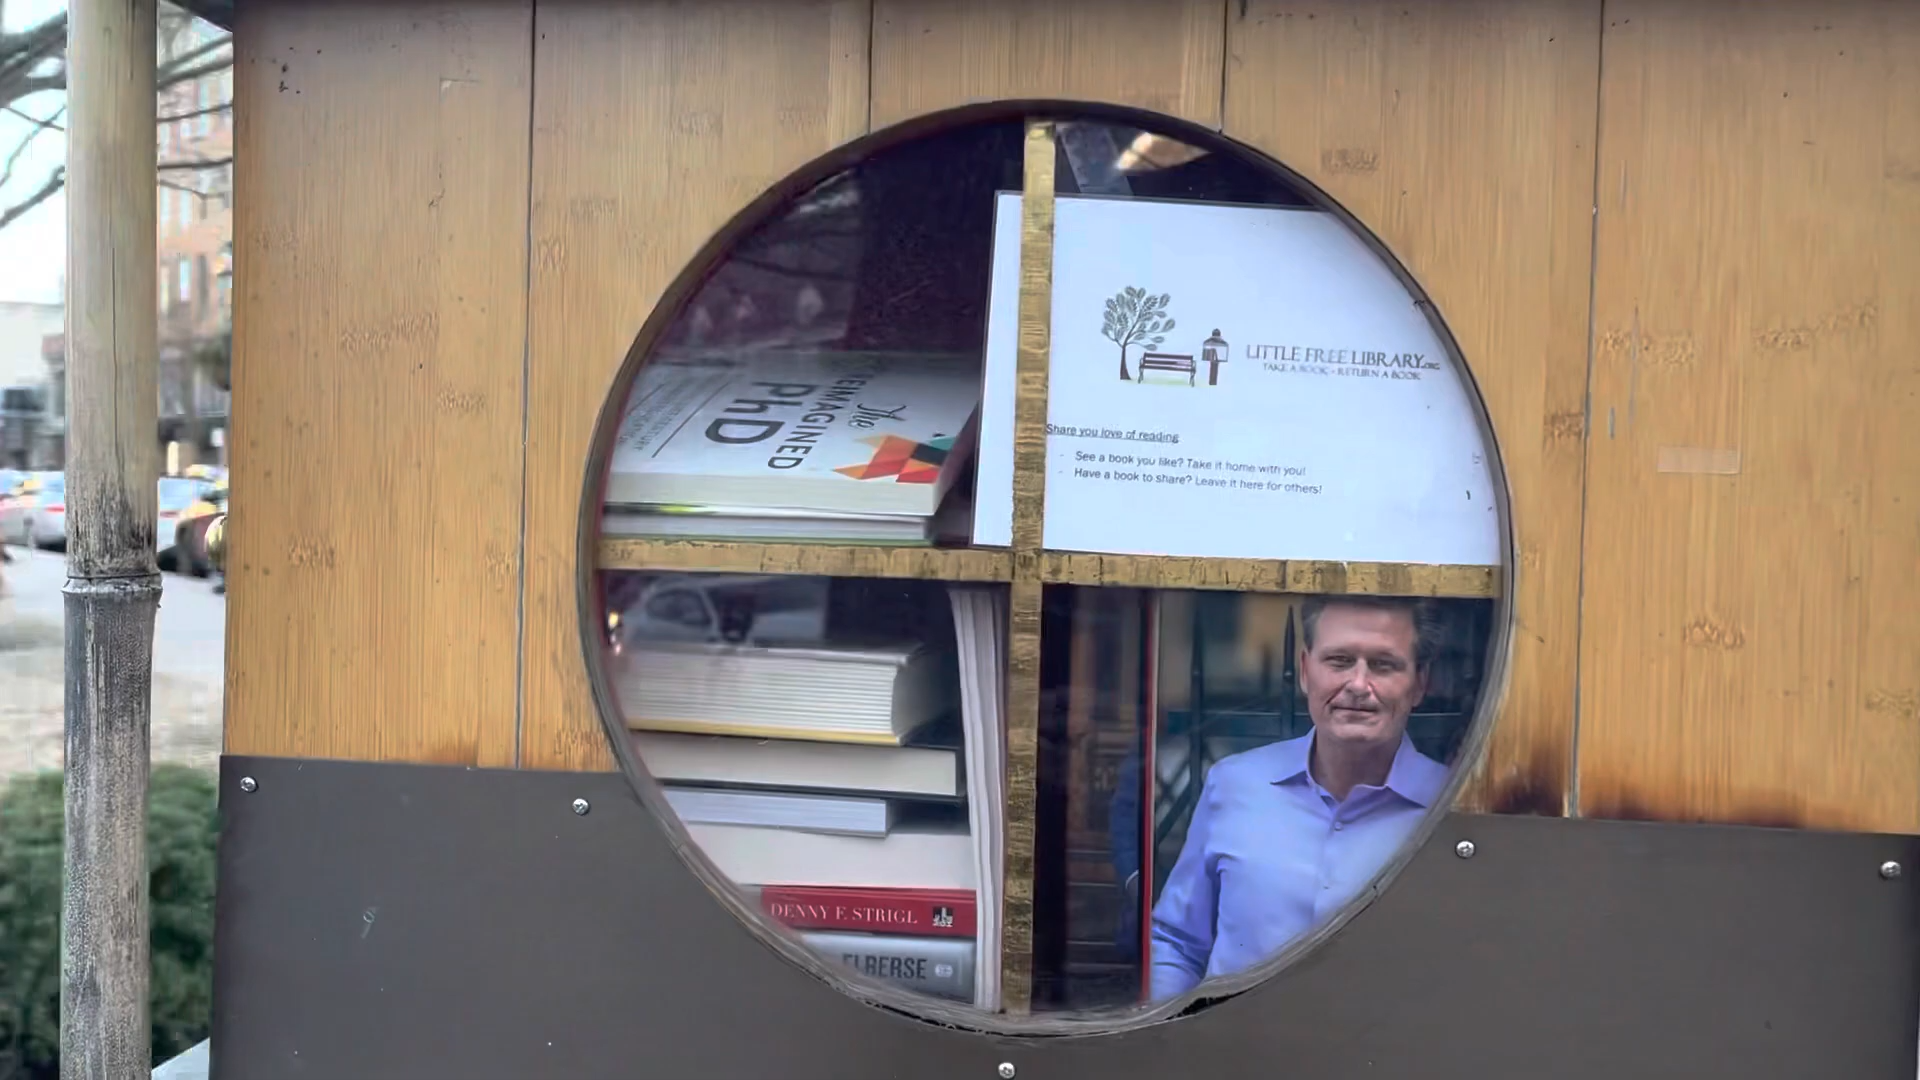 The
REIMAGINED
PhD
LITTLE FREE LIBRARY.ORG
TAKE A BOOK • RETURN A BOOK
Share you love of reading
- See a book you like? Take it home with you!
- Have a book to share? Leave it here for others!
DENNY F. STRIGL
ELBERSE